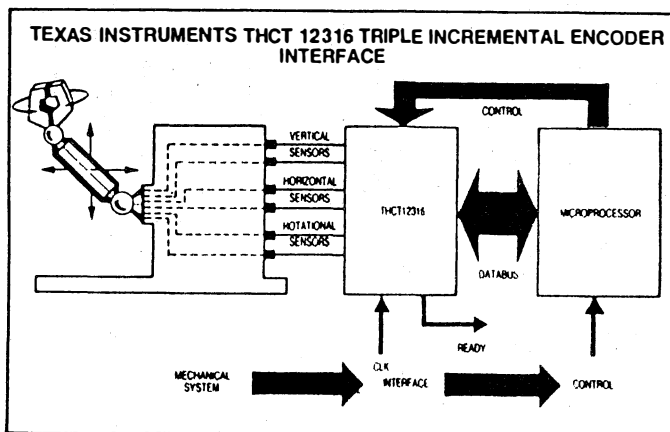 TEXAS INSTRUMENTS THCT 12316 TRIPLE INCREMENTAL ENCODER
INTERFACE
CONTROL
VERTICAL
SENSORS
HORIZONTAL
SENSORS
HOTATIONAL
SENSORS
THCT12316
MICROPROCESSOR
DATABUS
READY
CLK
MECHANICAL
SYSTEM
INTERFACE
CONTROL